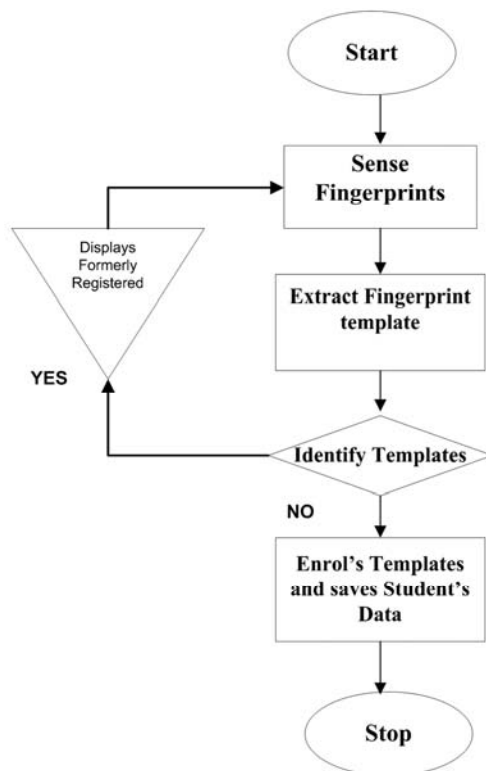 Start
Sense
Fingerprints
Displays
Formerly
Registered
Extract Fingerprint
template
YES
Identify Templates
NO
Enrol's Templates
and saves Student's
Data
Stop